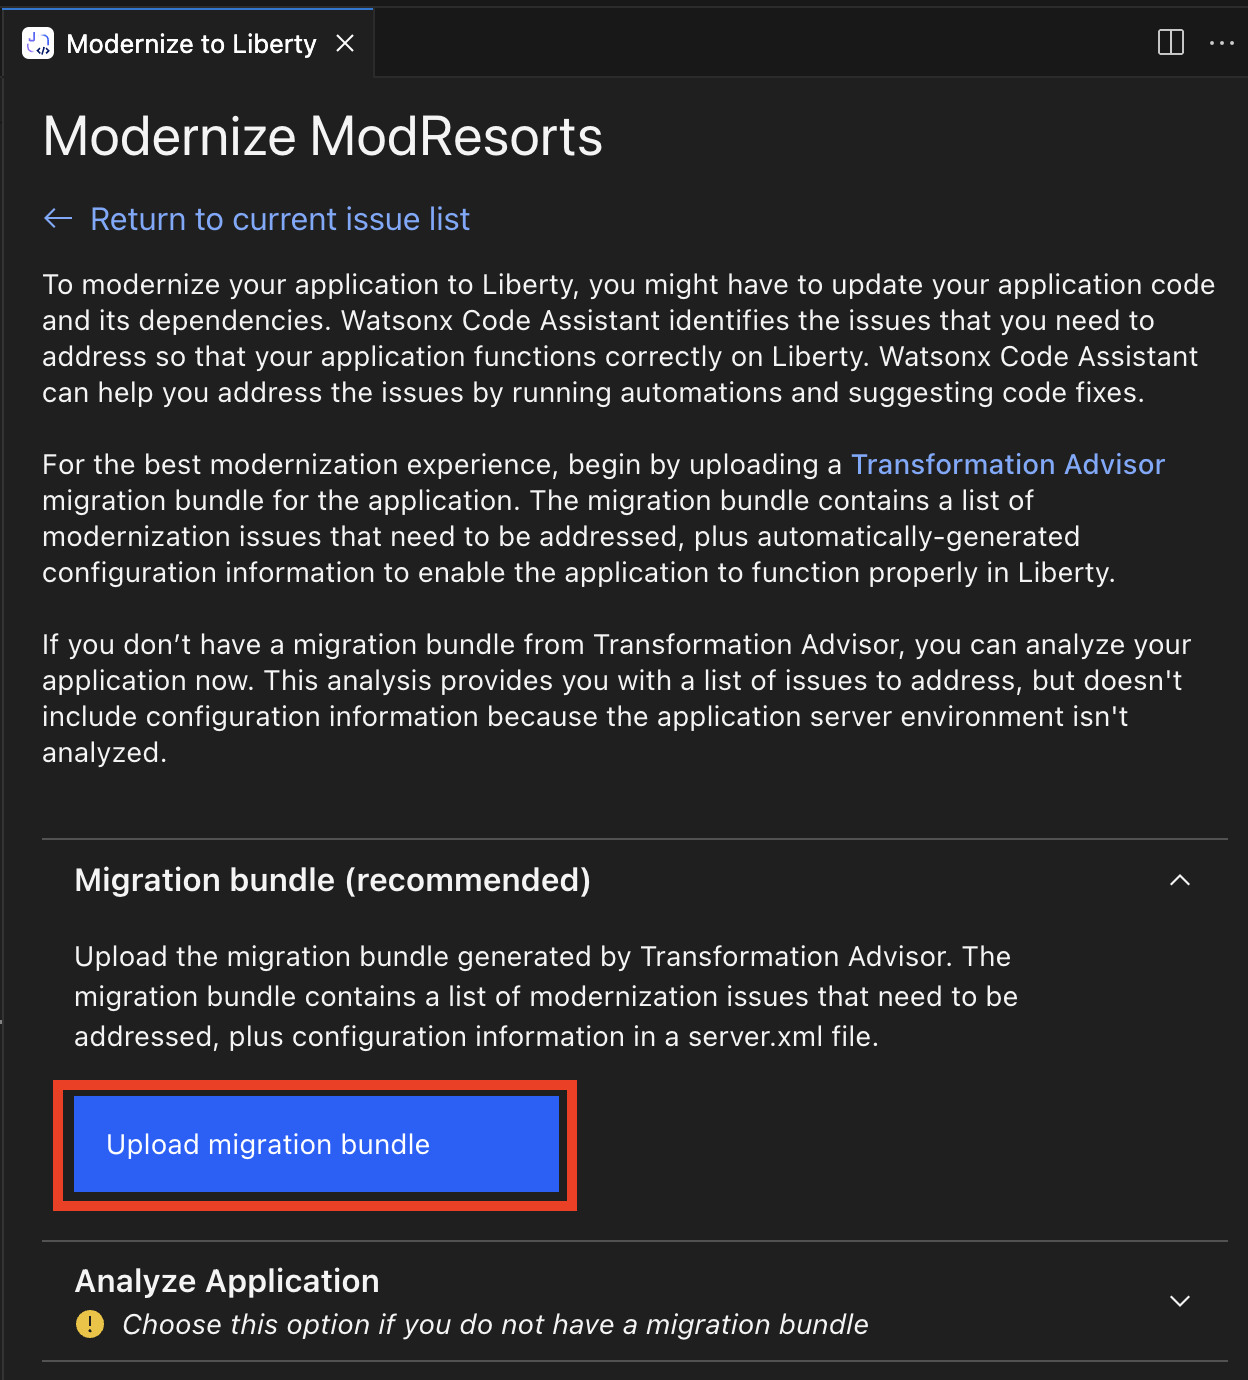 Modernize to Liberty
Modernize ModResorts
← Return to current issue list
To modernize your application to Liberty, you might have to update your application code
and its dependencies. Watsonx Code Assistant identifies the issues that you need to
address so that your application functions correctly on Liberty. Watsonx Code Assistant
can help you address the issues by running automations and suggesting code fixes.
For the best modernization experience, begin by uploading a Transformation Advisor
migration bundle for the application. The migration bundle contains a list of
modernization issues that need to be addressed, plus automatically-generated
configuration information to enable the application to function properly in Liberty.
If you don’t have a migration bundle from Transformation Advisor, you can analyze your
application now. This analysis provides you with a list of issues to address, but doesn't
include configuration information because the application server environment isn't
analyzed.
Migration bundle (recommended)
Upload the migration bundle generated by Transformation Advisor. The
migration bundle contains a list of modernization issues that need to be
addressed, plus configuration information in a server.xml file.
Upload migration bundle
Analyze Application
Choose this option if you do not have a migration bundle